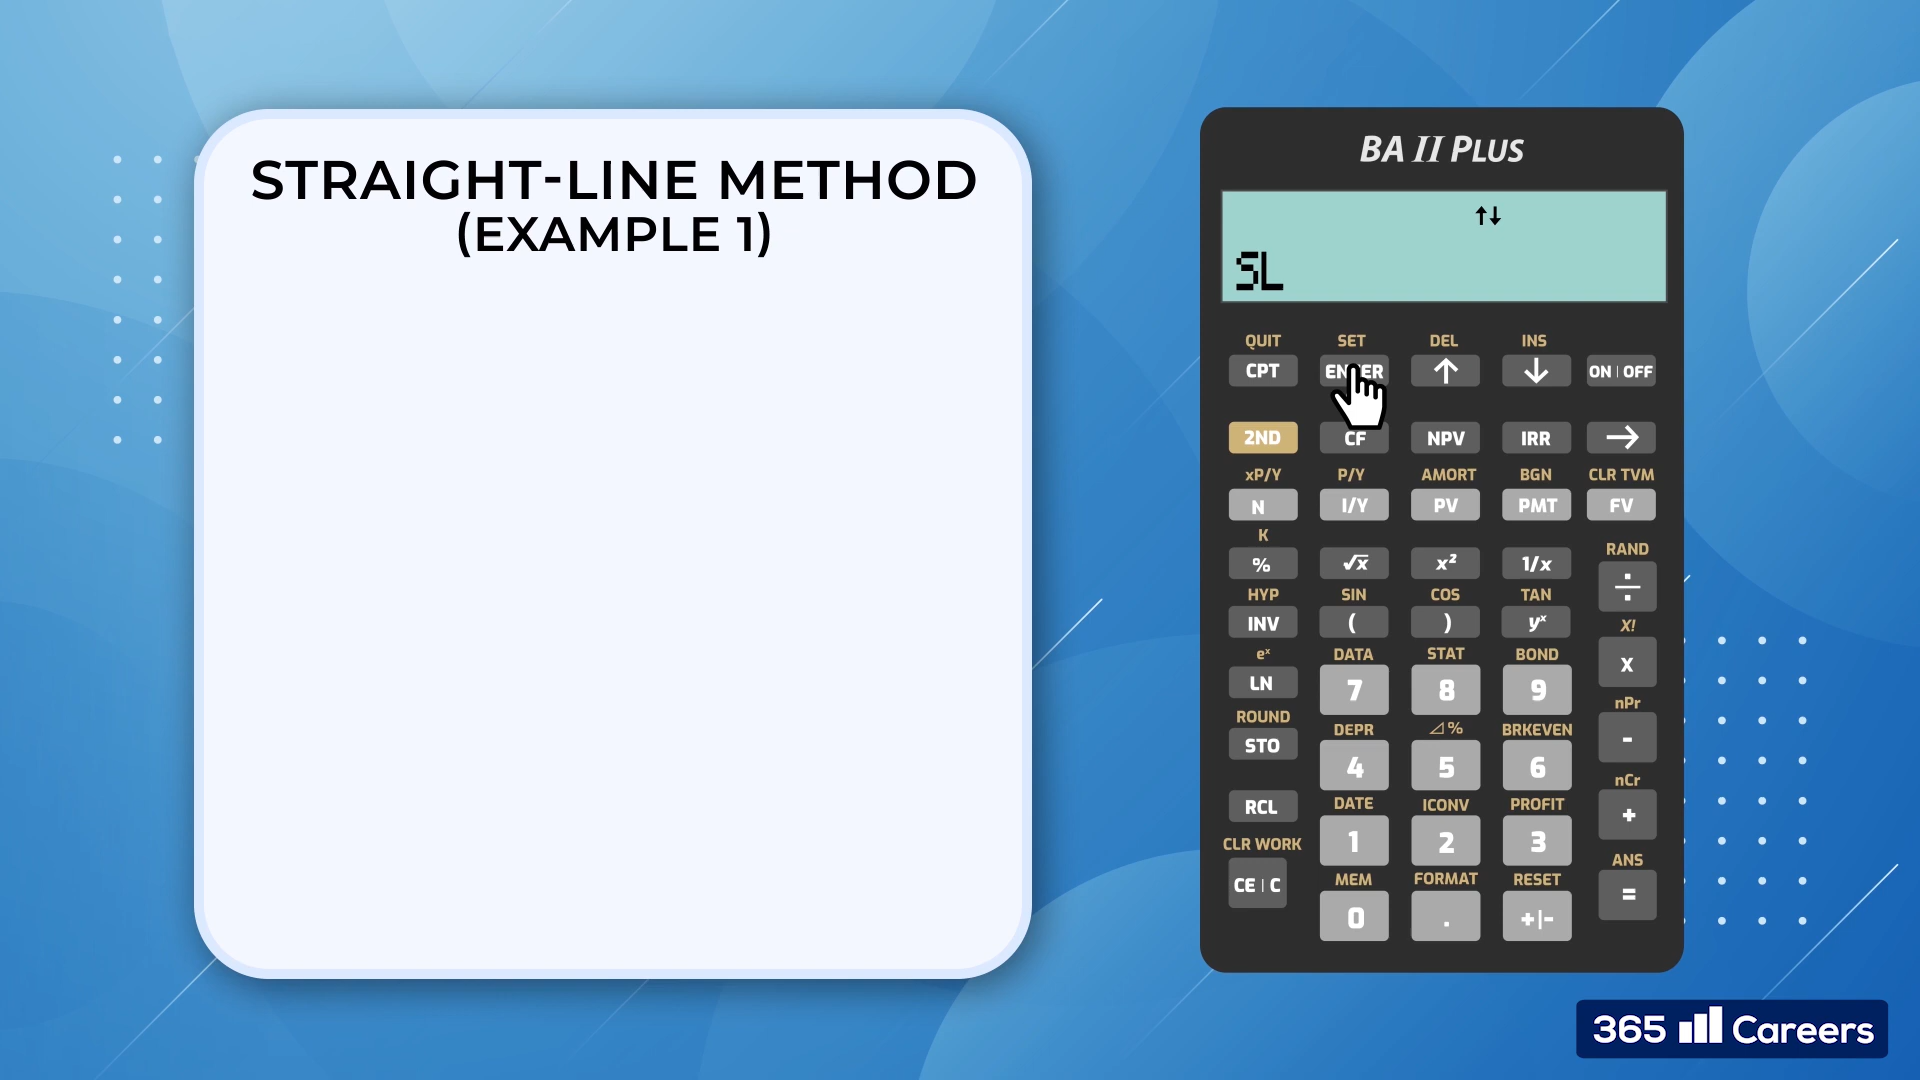 STRAIGHT-LINE METHOD
(EXAMPLE 1)
BA II PLUS
↑↓
SL
QUIT SET DEL INS
CPT ENTER ↑ ↓ ON | OFF
2ND CF NPV IRR →
xP/Y P/Y AMORT BGN CLR TVM
N I/Y PV PMT FV
K
% √x x² 1/x
RAND
÷
HYP SIN COS TAN
INV ( ) yˣ
X!
x
eˣ DATA STAT BOND
LN 7 8 9
nPr
-
ROUND DEPR ⊿% BRKEVEN
STO 4 5 6
nCr
+
DATE ICONV PROFIT
RCL 1 2 3
CLR WORK
CE | C
ANS
=
MEM FORMAT RESET
0 . +|-
365 Careers